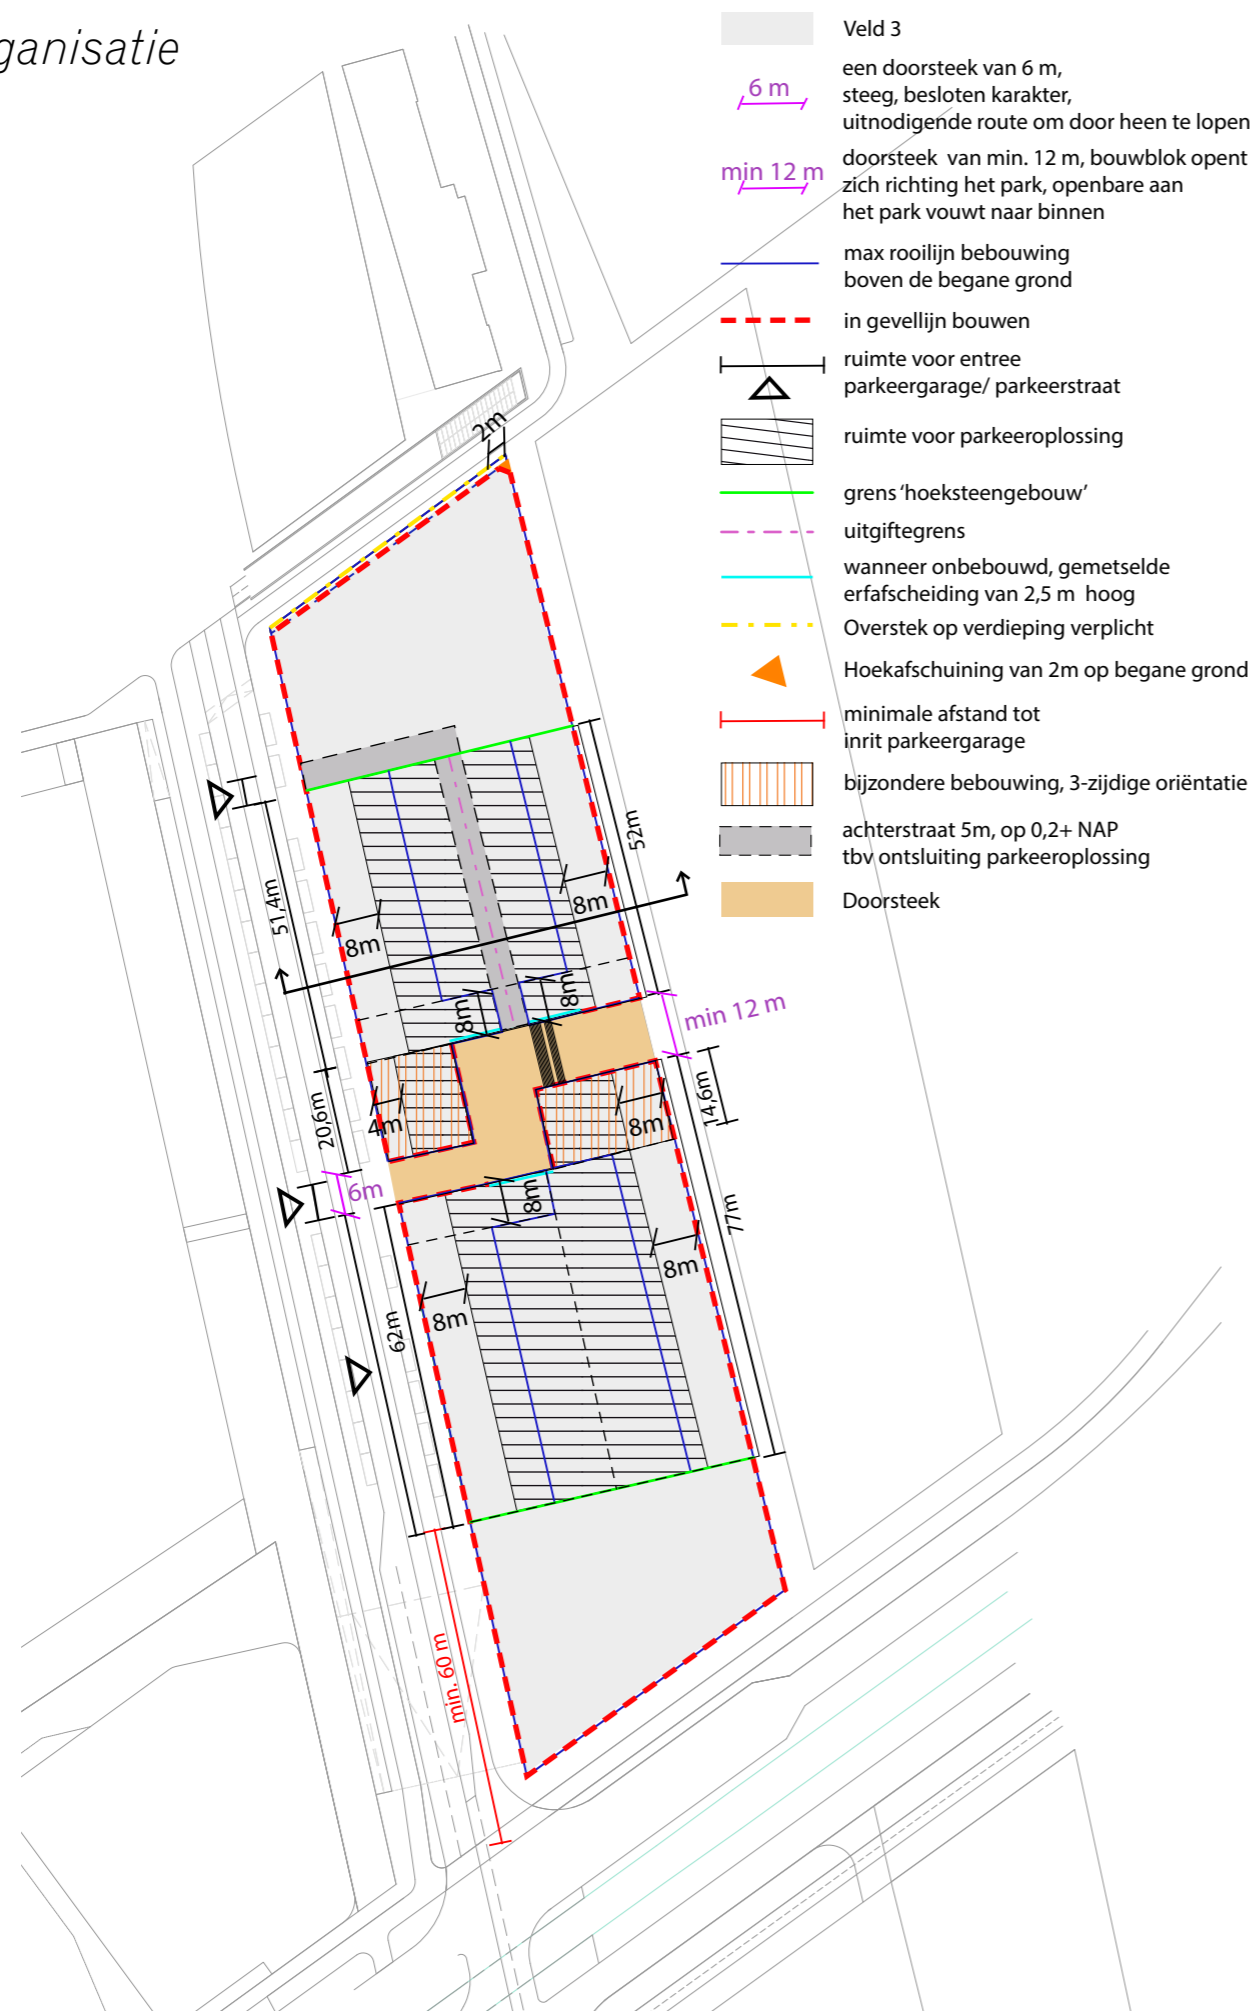 ganisatie
Veld 3
6 m
een doorsteek van 6 m,
steeg, besloten karakter,
uitnodigende route om door heen te lopen
min 12 m
doorsteek van min. 12 m, bouwblok opent
zich richting het park, openbare aan
het park vouwt naar binnen
max rooilijn bebouwing
boven de begane grond
in gevellijn bouwen
ruimte voor entree
parkeergarage/ parkeerstraat
ruimte voor parkeeroplossing
grens ‘hoeksteengebouw’
uitgiftegrens
wanneer onbebouwd, gemetselde
erfafscheiding van 2,5 m hoog
Overstek op verdieping verplicht
Hoekafschuining van 2m op begane grond
minimale afstand tot
inrit parkeergarage
bijzondere bebouwing, 3-zijdige oriëntatie
achterstraat 5m, op 0,2+ NAP
tbv ontsluiting parkeeroplossing
Doorsteek
2m
52m
51,4m
8m
8m
8m
8m
min 12 m
20,6m
4m
8m
14,6m
6m
8m
77m
8m
8m
62m
min. 60 m